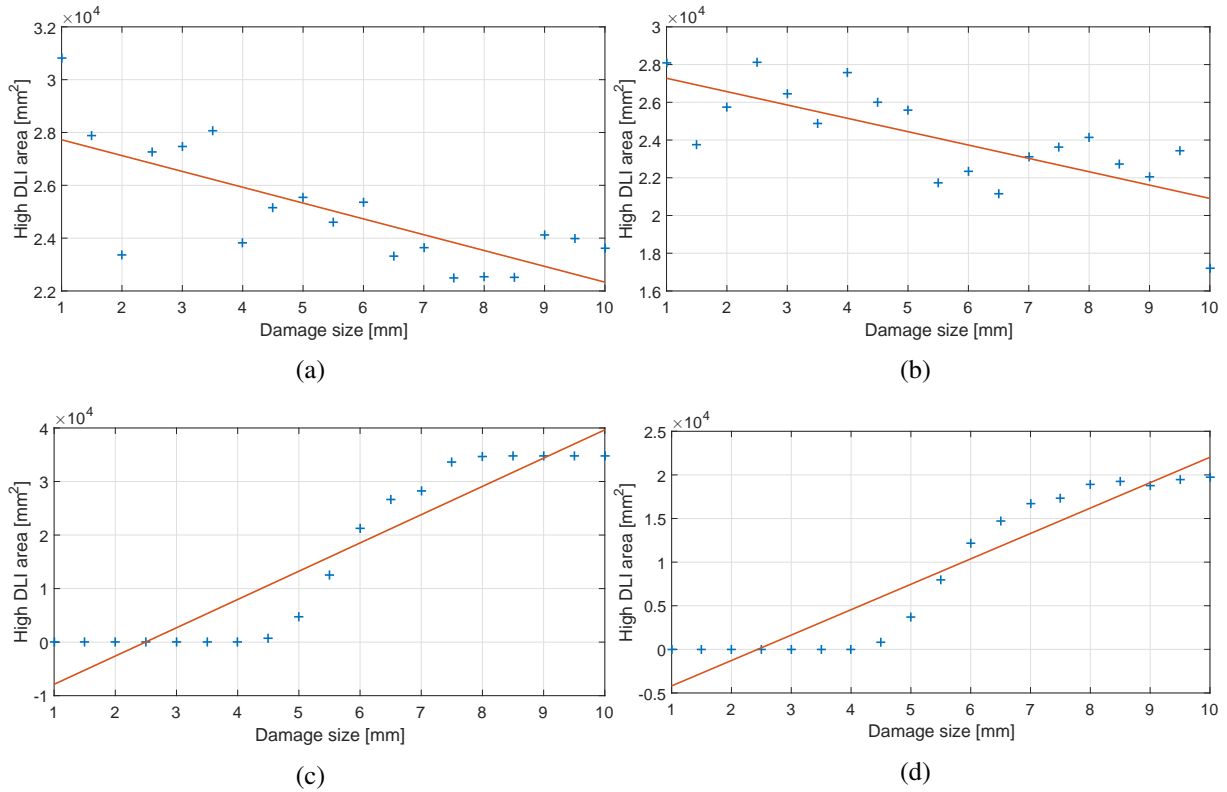 ×10⁴
3.2
3
2.8
2.6
2.4
2.2
High DLI area [mm²]
1 2 3 4 5 6 7 8 9 10
Damage size [mm]
(a)
×10⁴
3
2.8
2.6
2.4
2.2
2
1.8
1.6
High DLI area [mm²]
1 2 3 4 5 6 7 8 9 10
Damage size [mm]
(b)
×10⁴
4
3
2
1
0
-1
High DLI area [mm²]
1 2 3 4 5 6 7 8 9 10
Damage size [mm]
(c)
×10⁴
2.5
2
1.5
1
0.5
0
-0.5
High DLI area [mm²]
1 2 3 4 5 6 7 8 9 10
Damage size [mm]
(d)